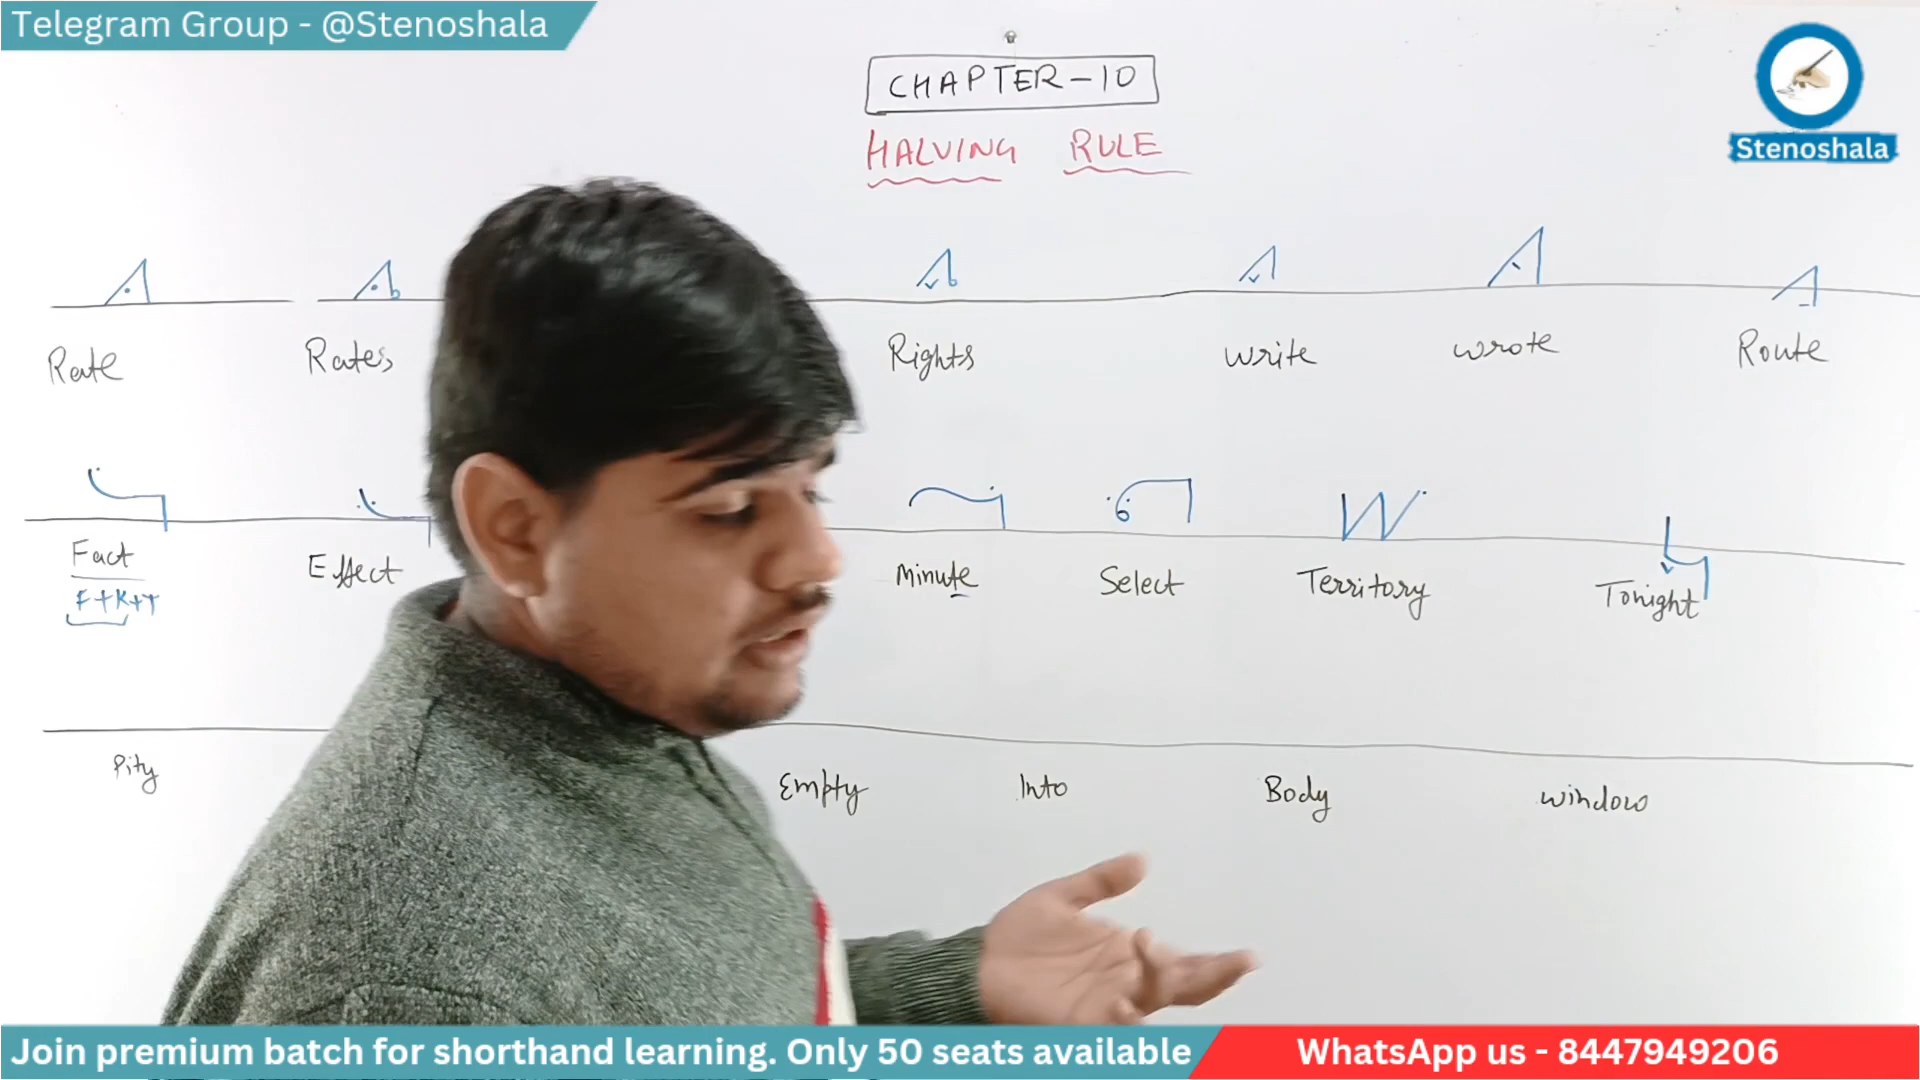 Telegram Group - @Stenoshala
CHAPTER-10
HALVING RULE
Stenoshala
Rate Rates Rights write wrote Route
Fact Effect Minute Select Territory Tonight
F+K+T
Pity Empty Into Body window
Join premium batch for shorthand learning. Only 50 seats available
WhatsApp us - 8447949206